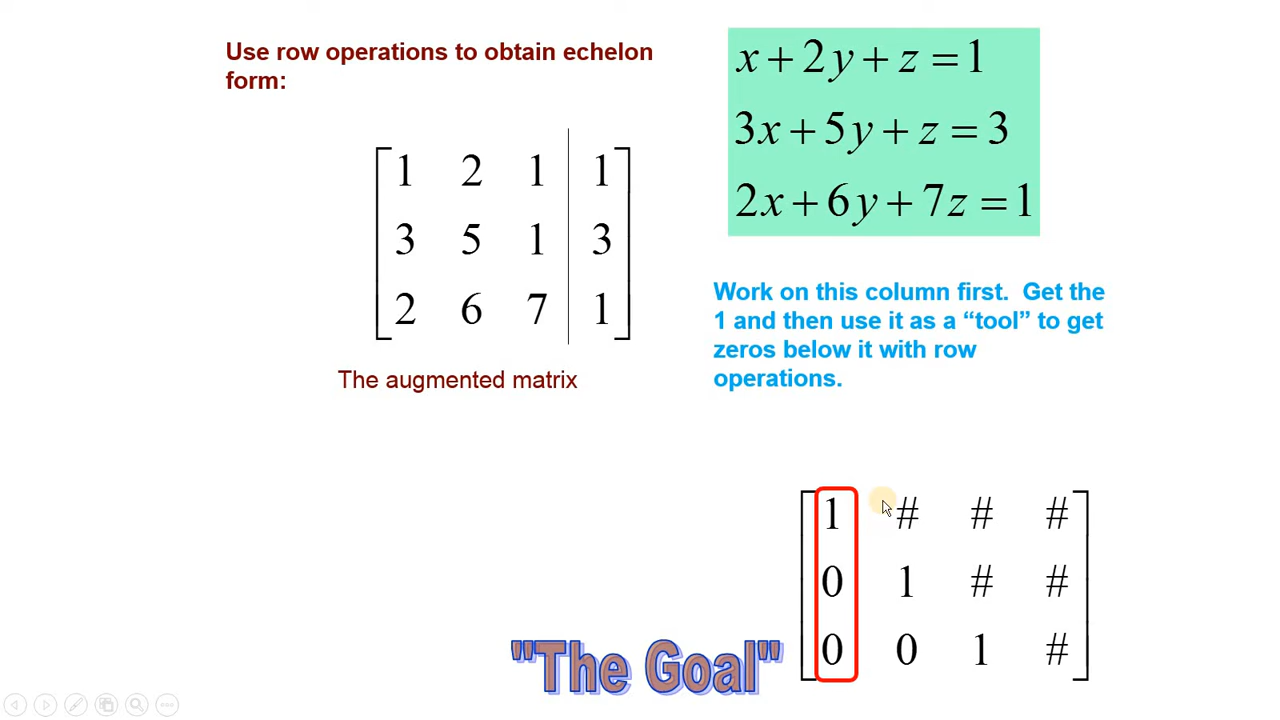 Use row operations to obtain echelon
form:
1 2 1 1
3 5 1 3
2 6 7 1
The augmented matrix
x + 2y + z = 1
3x + 5y + z = 3
2x + 6y + 7z = 1
Work on this column first. Get the
1 and then use it as a “tool” to get
zeros below it with row
operations.
"The Goal"
1 # # #
0 1 # #
0 0 1 #